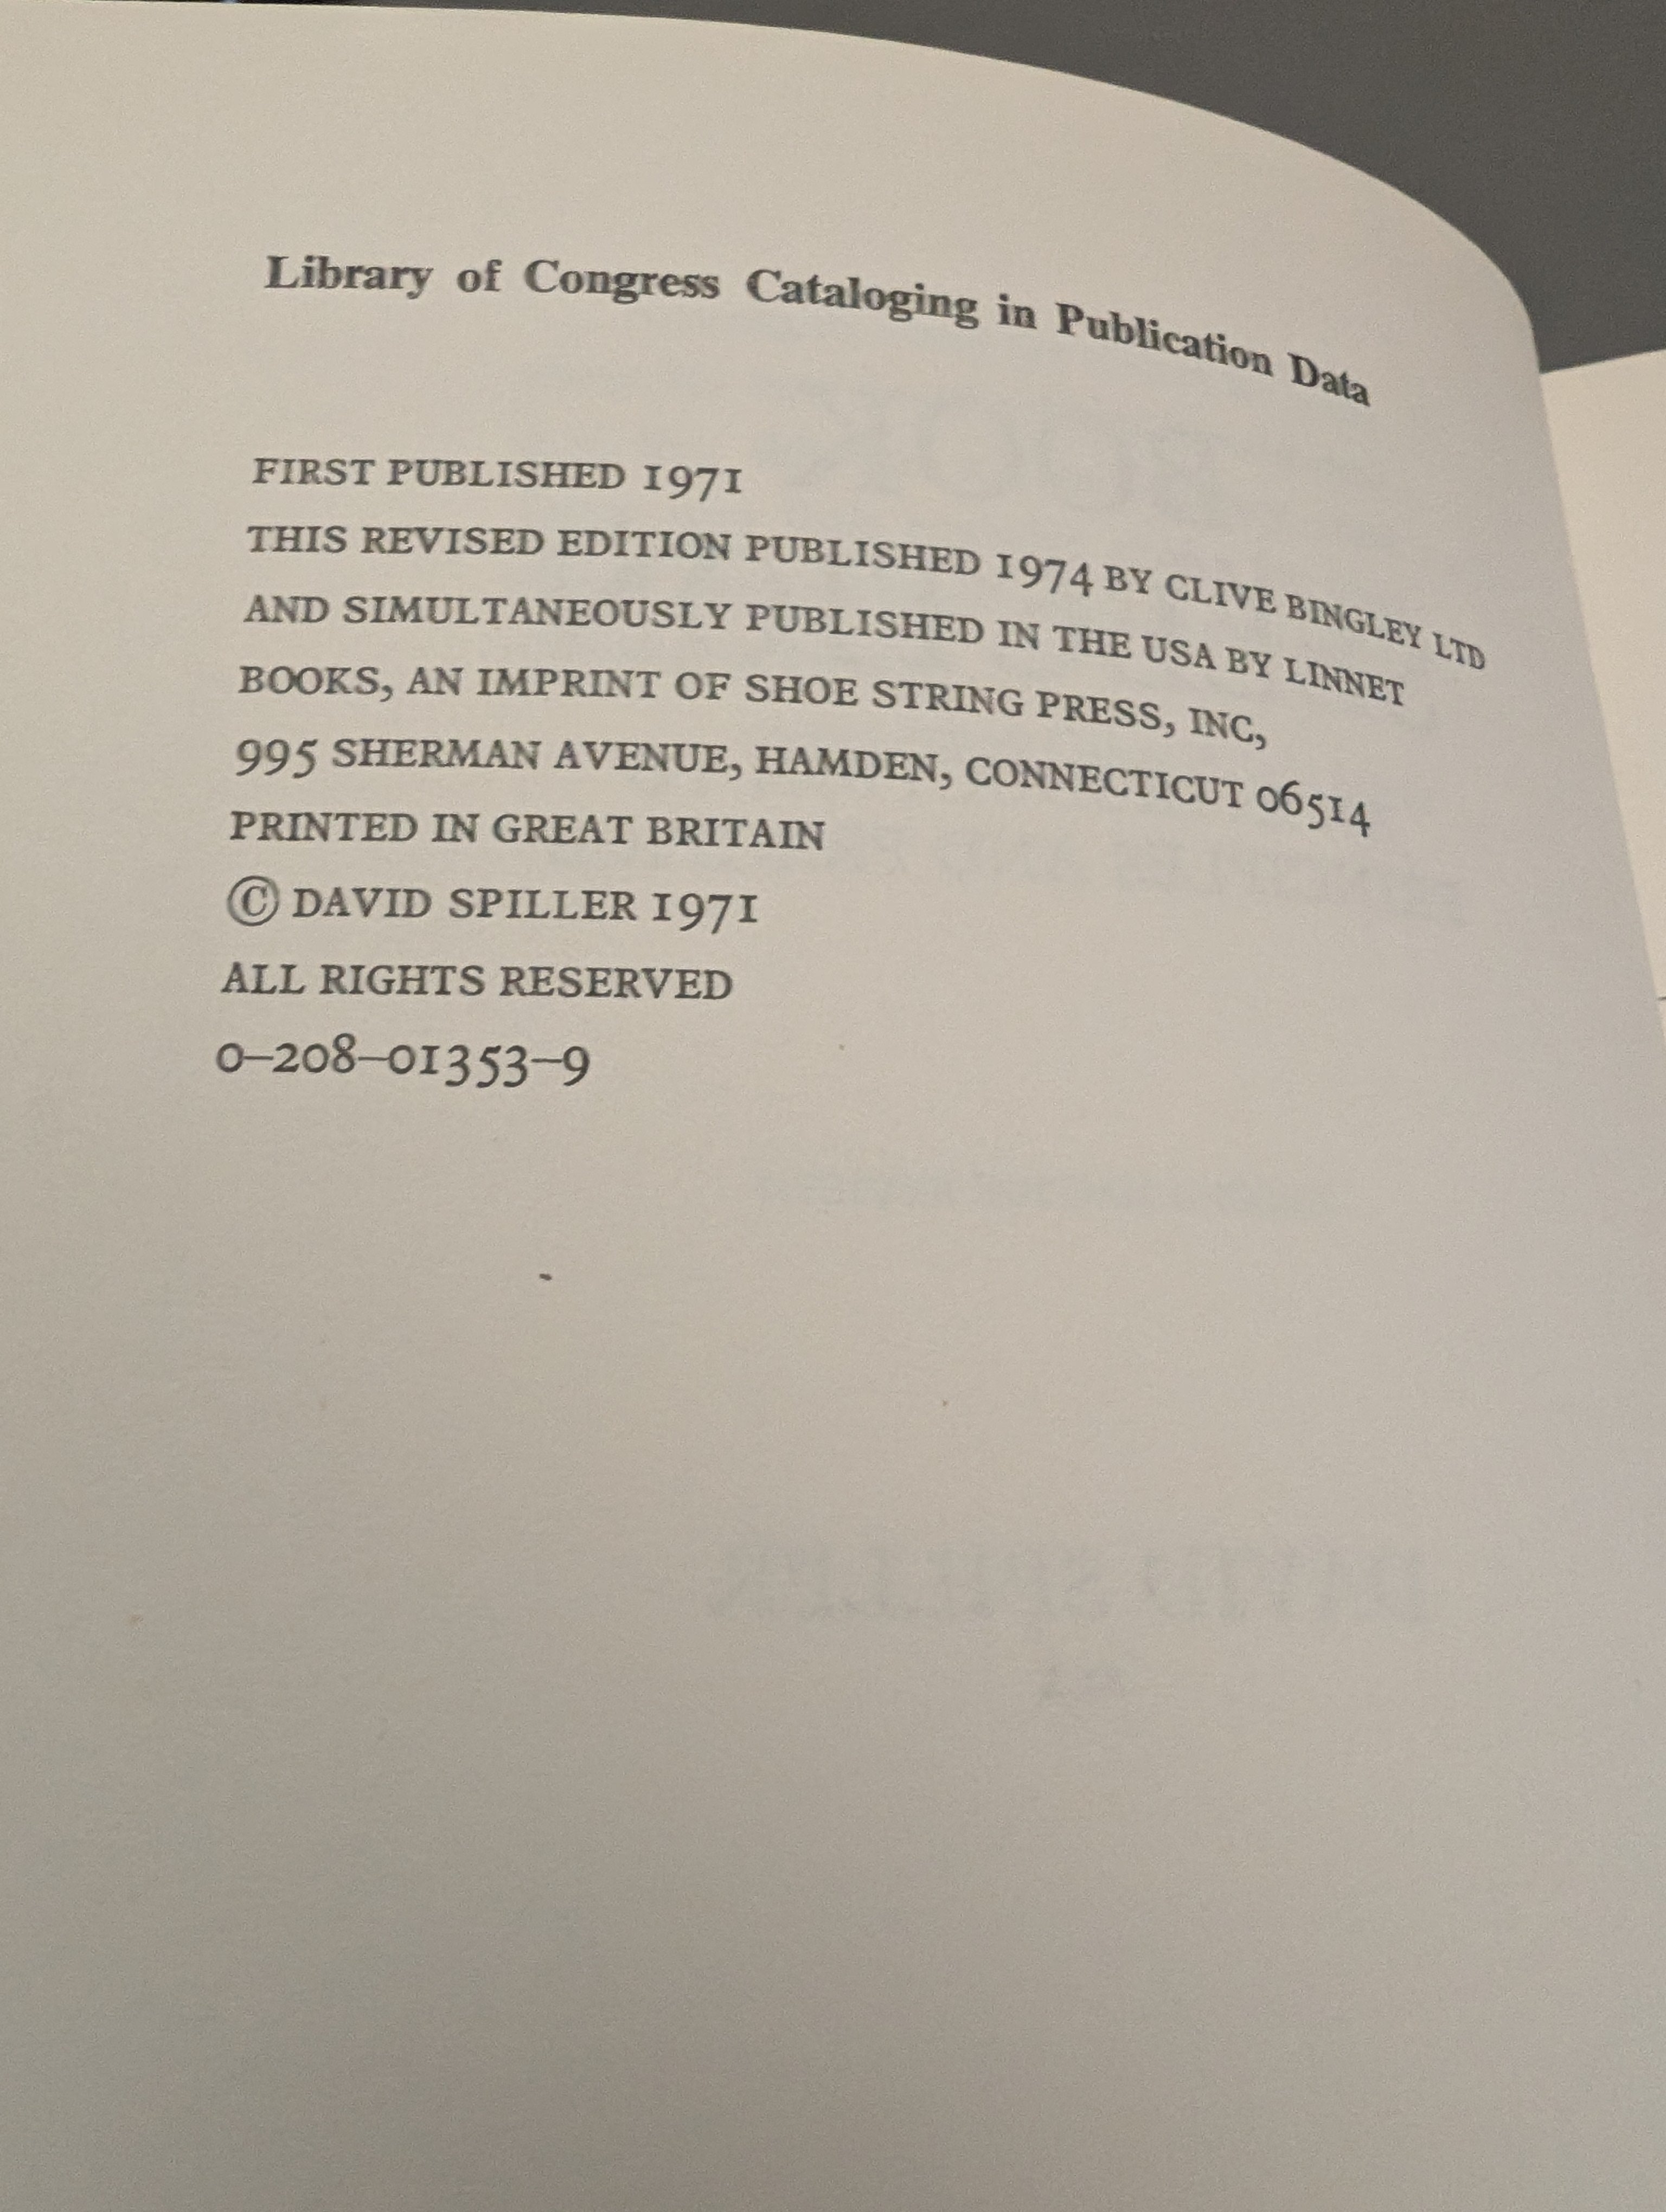 Library of Congress Cataloging in Publication Data
FIRST PUBLISHED 1971
THIS REVISED EDITION PUBLISHED 1974 BY CLIVE BINGLEY LTD
AND SIMULTANEOUSLY PUBLISHED IN THE USA BY LINNET
BOOKS, AN IMPRINT OF SHOE STRING PRESS, INC,
995 SHERMAN AVENUE, HAMDEN, CONNECTICUT 06514
PRINTED IN GREAT BRITAIN
© DAVID SPILLER 1971
ALL RIGHTS RESERVED
0–208–01353–9